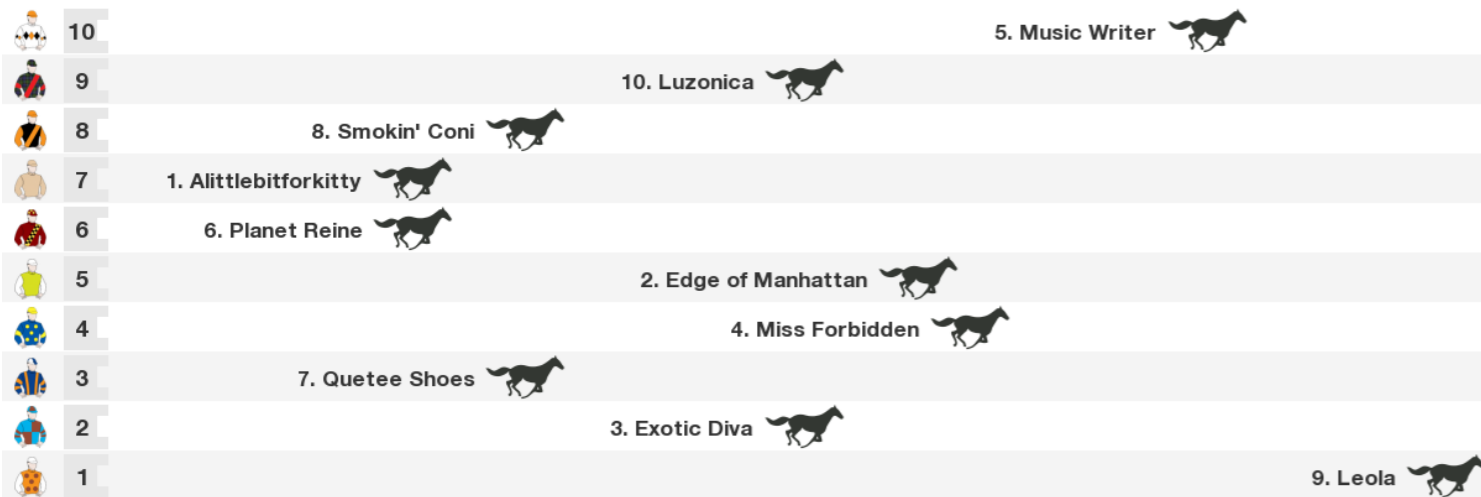 10 5. Music Writer
9 10. Luzonica
8 8. Smokin' Coni
7 1. Alittlebitforkitty
6 6. Planet Reine
5 2. Edge of Manhattan
4 4. Miss Forbidden
3 7. Quetee Shoes
2 3. Exotic Diva
1 9. Leola